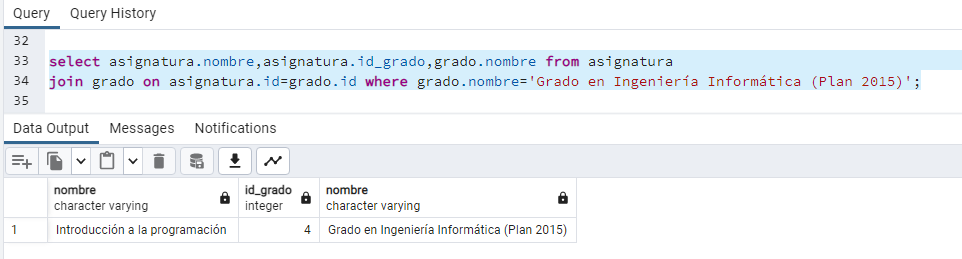 Query Query History
32
33 select asignatura.nombre,asignatura.id_grado,grado.nombre from asignatura
34 join grado on asignatura.id=grado.id where grado.nombre='Grado en Ingeniería Informática (Plan 2015)';
35
Data Output Messages Notifications
nombre id_grado nombre
character varying integer character varying
1 Introducción a la programación 4 Grado en Ingeniería Informática (Plan 2015)